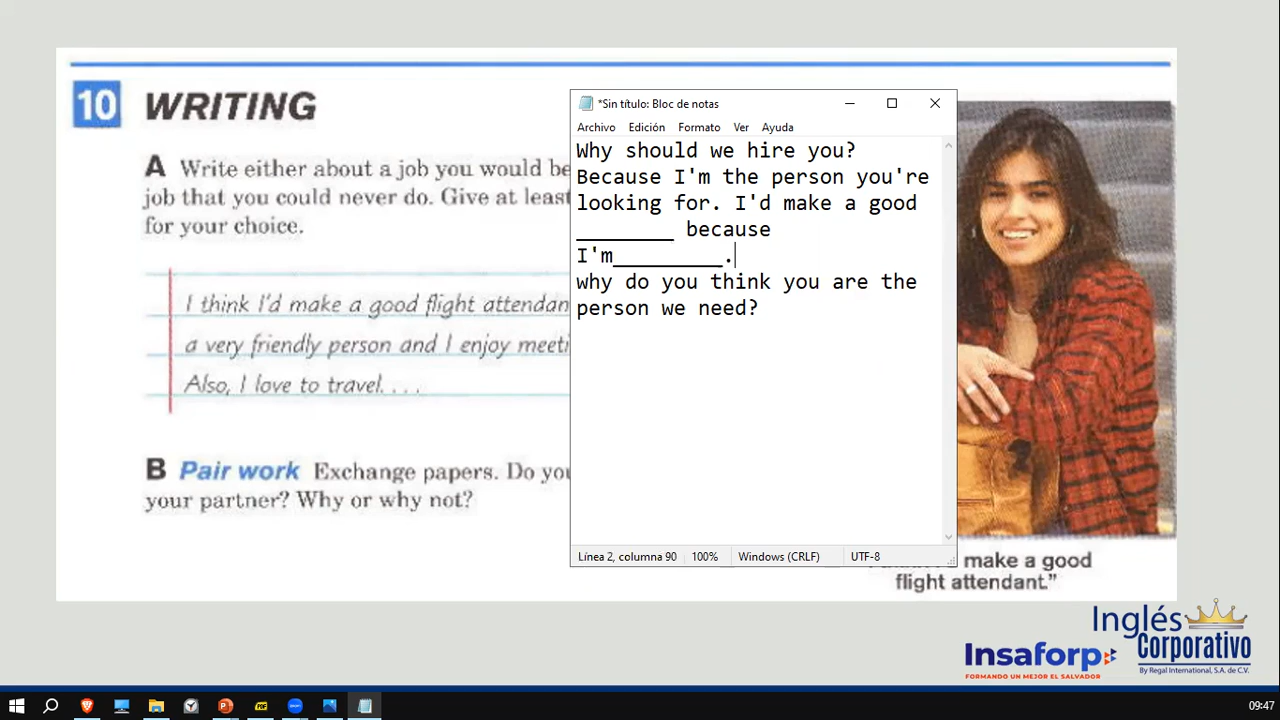 10 WRITING
A Write either about a job you would be
job that you could never do. Give at least
for your choice.
I think I'd make a good flight attendan
a very friendly person and I enjoy meeti
Also, I love to travel. . . .
B Pair work Exchange papers. Do you
your partner? Why or why not?
*Sin título: Bloc de notas
Archivo Edición Formato Ver Ayuda
Why should we hire you?
Because I'm the person you're
looking for. I'd make a good
________ because
I'm_________.
why do you think you are the
person we need?
Línea 2, columna 90 100% Windows (CRLF) UTF-8
make a good
flight attendant."
Inglés
Corporativo
By Regal International, S.A. de C.V.
Insaforp
FORMANDO UN MEJOR EL SALVADOR
09:47